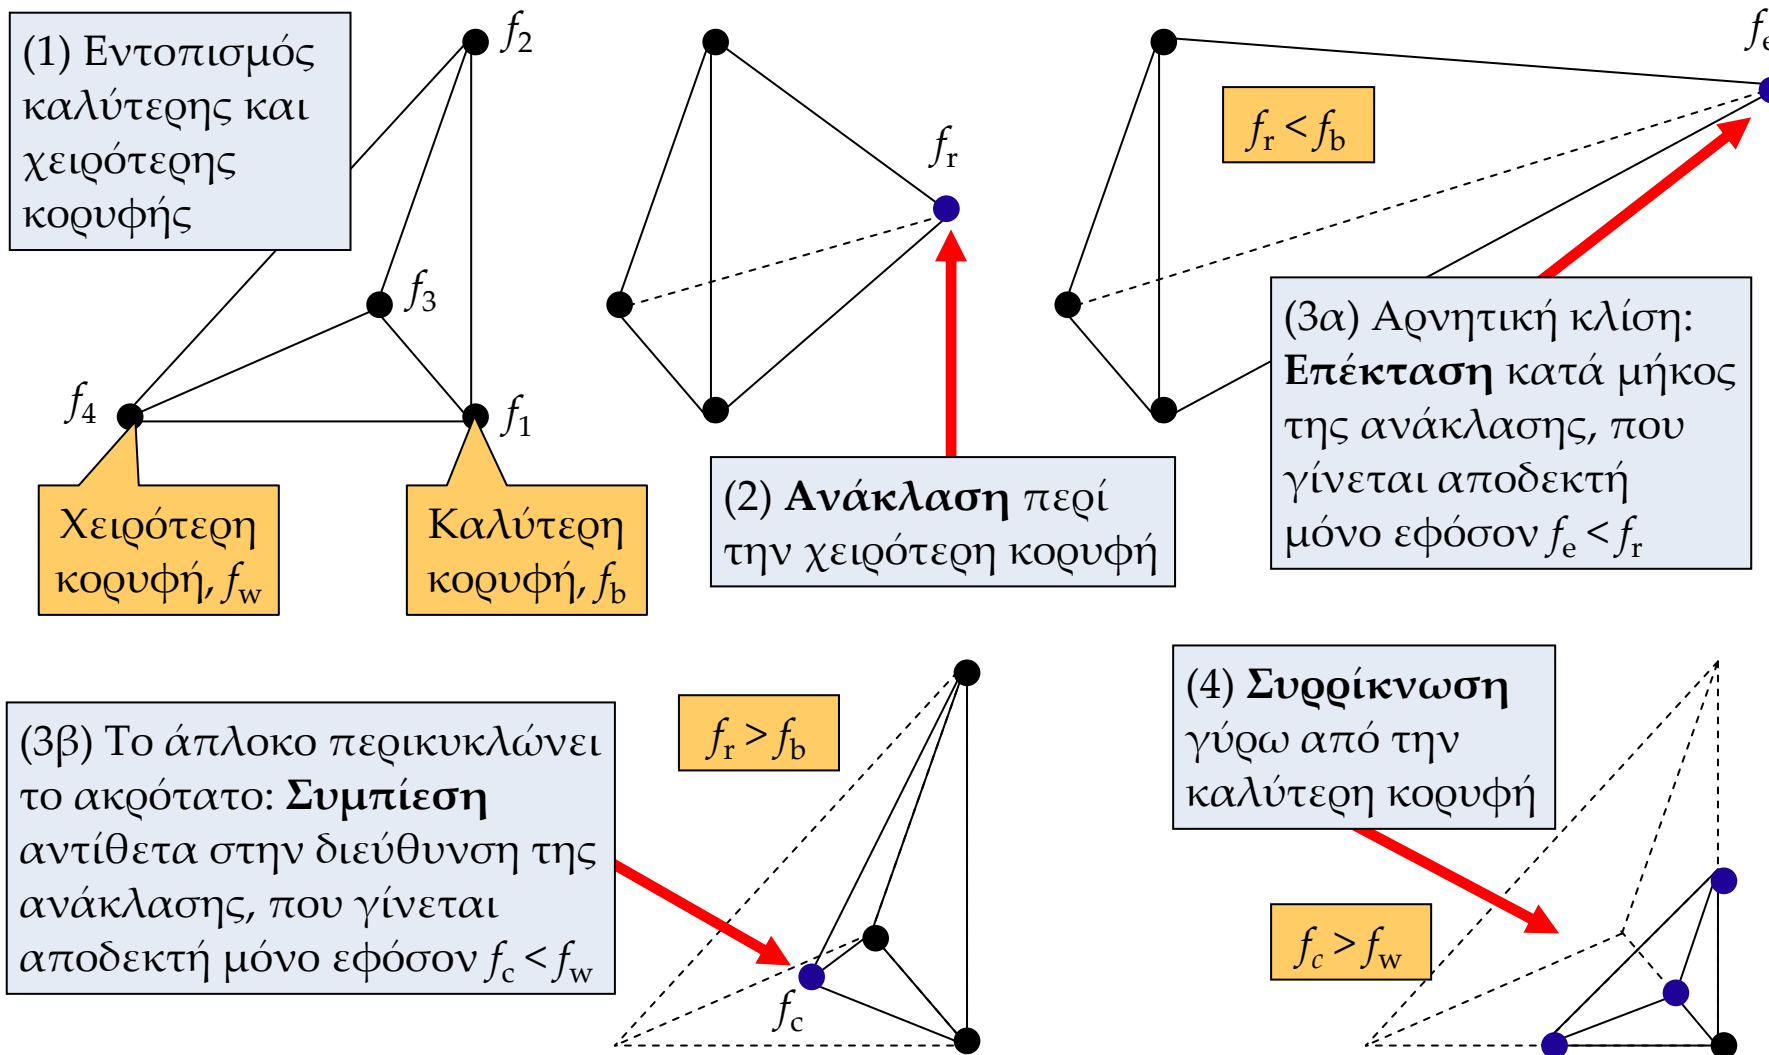 (1) Εντοπισμός
καλύτερης και
χειρότερης
κορυφής
f2
f3
f4
f1
Χειρότερη
κορυφή, fw
Καλύτερη
κορυφή, fb
fr
(2) Ανάκλαση περί
την χειρότερη κορυφή
fe
fr < fb
(3α) Αρνητική κλίση:
Επέκταση κατά μήκος
της ανάκλασης, που
γίνεται αποδεκτή
μόνο εφόσον fe < fr
(3β) Το άπλοκο περικυκλώνει
το ακρότατο: Συμπίεση
αντίθετα στην διεύθυνση της
ανάκλασης, που γίνεται
αποδεκτή μόνο εφόσον fc < fw
fr > fb
fc
(4) Συρρίκνωση
γύρω από την
καλύτερη κορυφή
fc > fw